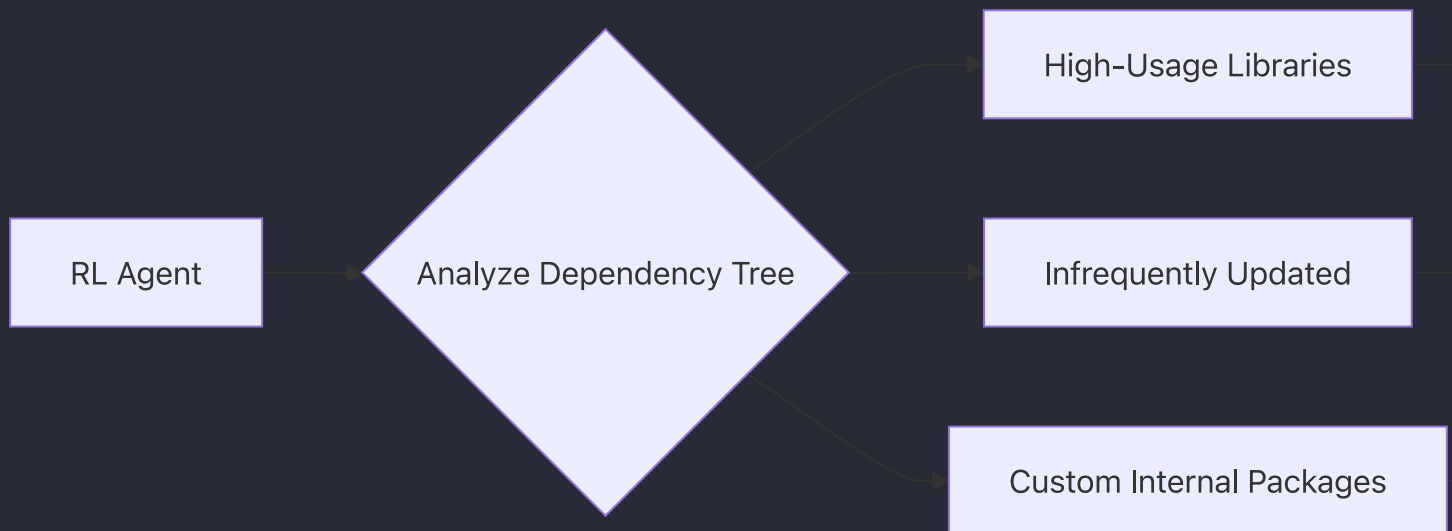 RL Agent
Analyze Dependency Tree
High-Usage Libraries
Infrequently Updated
Custom Internal Packages